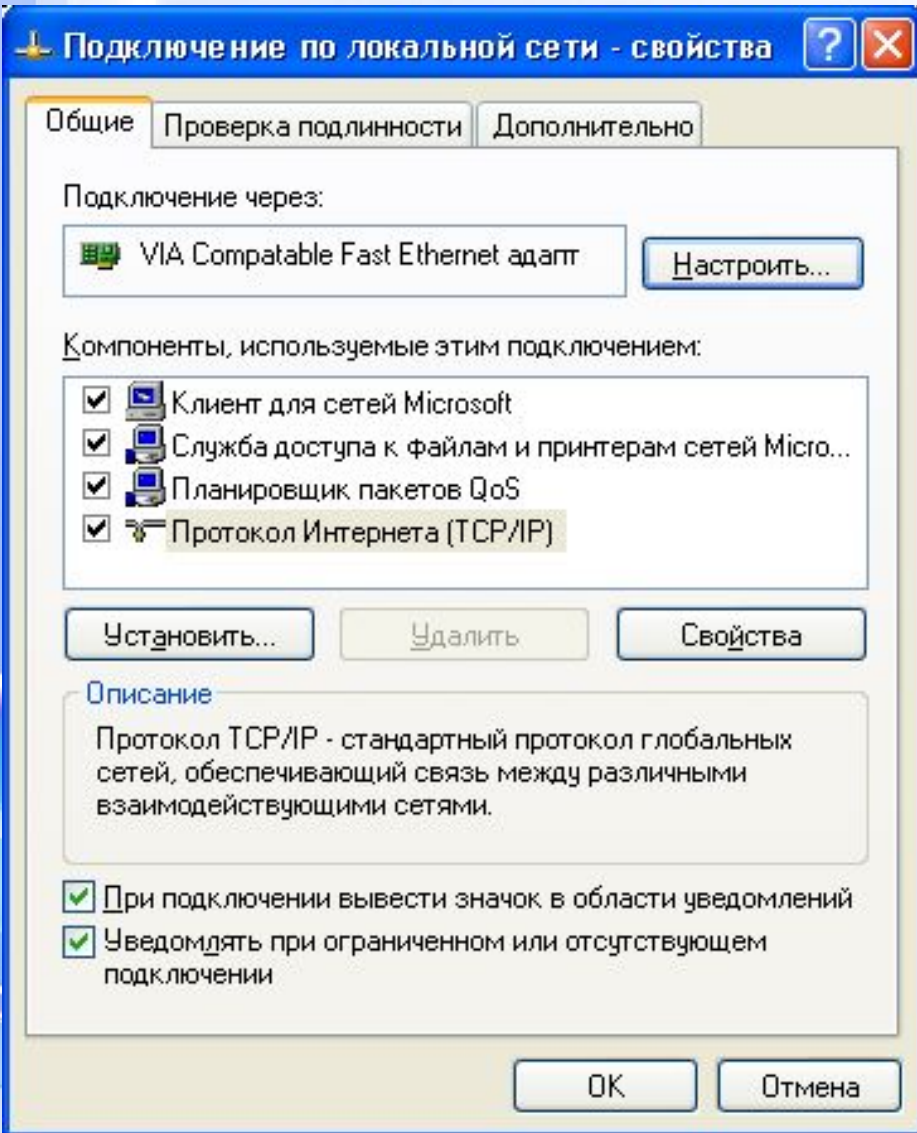 Подключение по локальной сети - свойства
Общие
Проверка подлинности
Дополнительно
Подключение через:
VIA Compatable Fast Ethernet адапт
Настроить...
Компоненты, используемые этим подключением:
Клиент для сетей Microsoft
Служба доступа к файлам и принтерам сетей Micro...
Планировщик пакетов QoS
Протокол Интернета (TCP/IP)
Установить...
Удалить
Свойства
Описание
Протокол TCP/IP - стандартный протокол глобальных
сетей, обеспечивающий связь между различными
взаимодействующими сетями.
При подключении вывести значок в области уведомлений
Уведомлять при ограниченном или отсутствующем
подключении
OK
Отмена